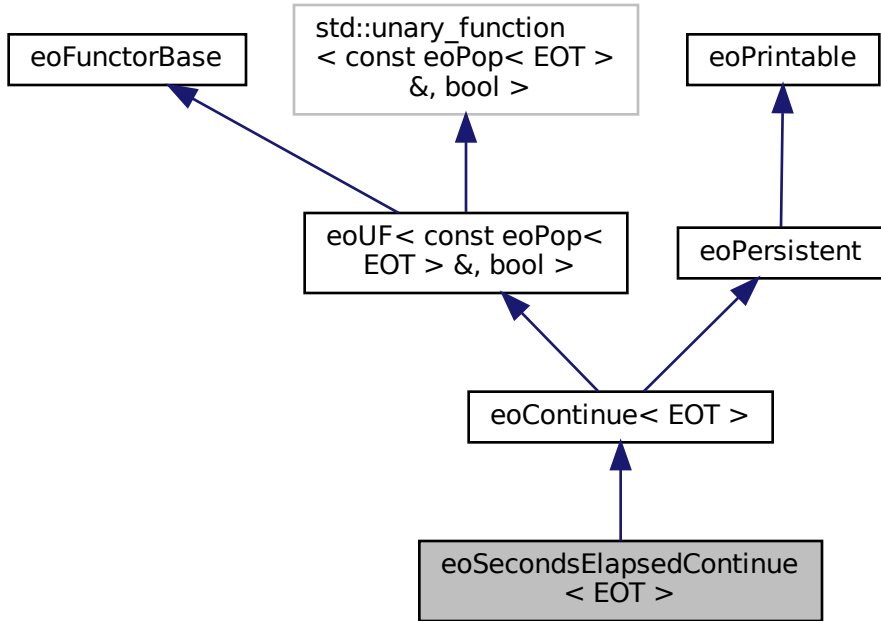 std::unary_function
< const eoPop< EOT >
&, bool >
eoFunctorBase
eoPrintable
eoUF< const eoPop<
EOT > &, bool >
eoPersistent
eoContinue< EOT >
eoSecondsElapsedContinue
< EOT >